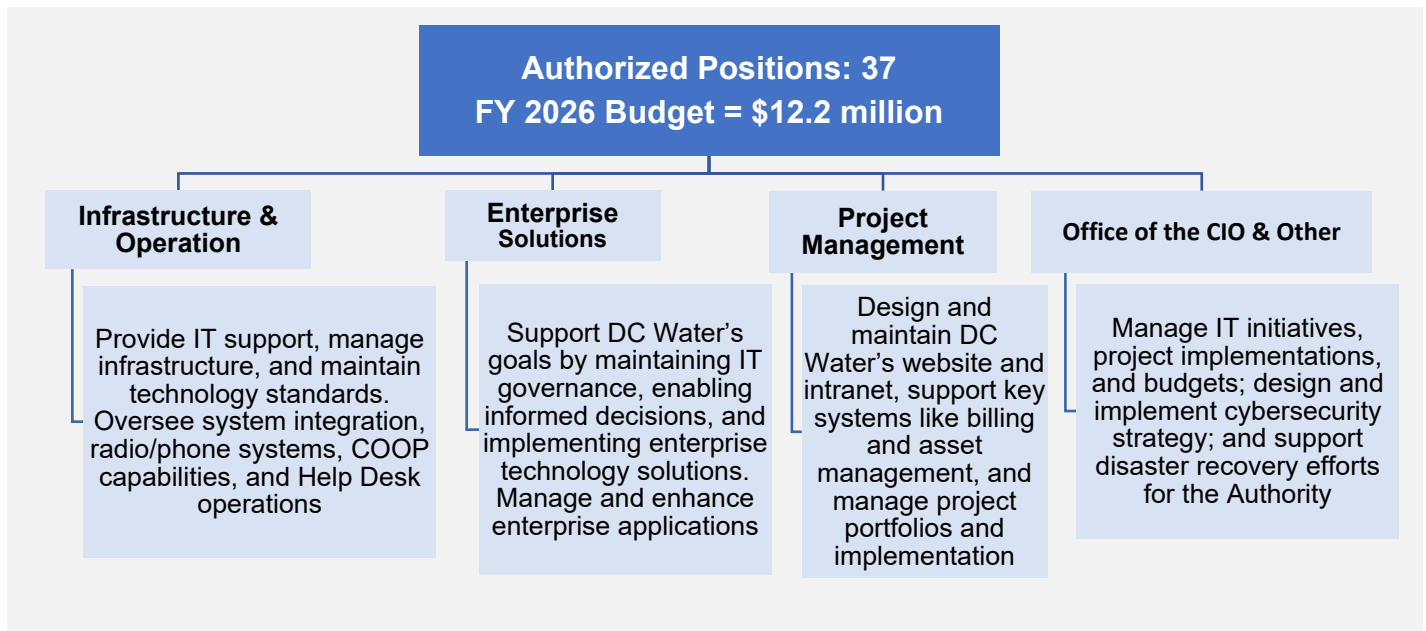 Authorized Positions: 37
FY 2026 Budget = $12.2 million
Infrastructure &
Operation
Provide IT support, manage
infrastructure, and maintain
technology standards.
Oversee system integration,
radio/phone systems, COOP
capabilities, and Help Desk
operations
Enterprise
Solutions
Support DC Water’s
goals by maintaining IT
governance, enabling
informed decisions, and
implementing enterprise
technology solutions.
Manage and enhance
enterprise applications
Project
Management
Design and
maintain DC
Water’s website and
intranet, support key
systems like billing
and asset
management, and
manage project
portfolios and
implementation
Office of the CIO & Other
Manage IT initiatives,
project implementations,
and budgets; design and
implement cybersecurity
strategy; and support
disaster recovery efforts
for the Authority